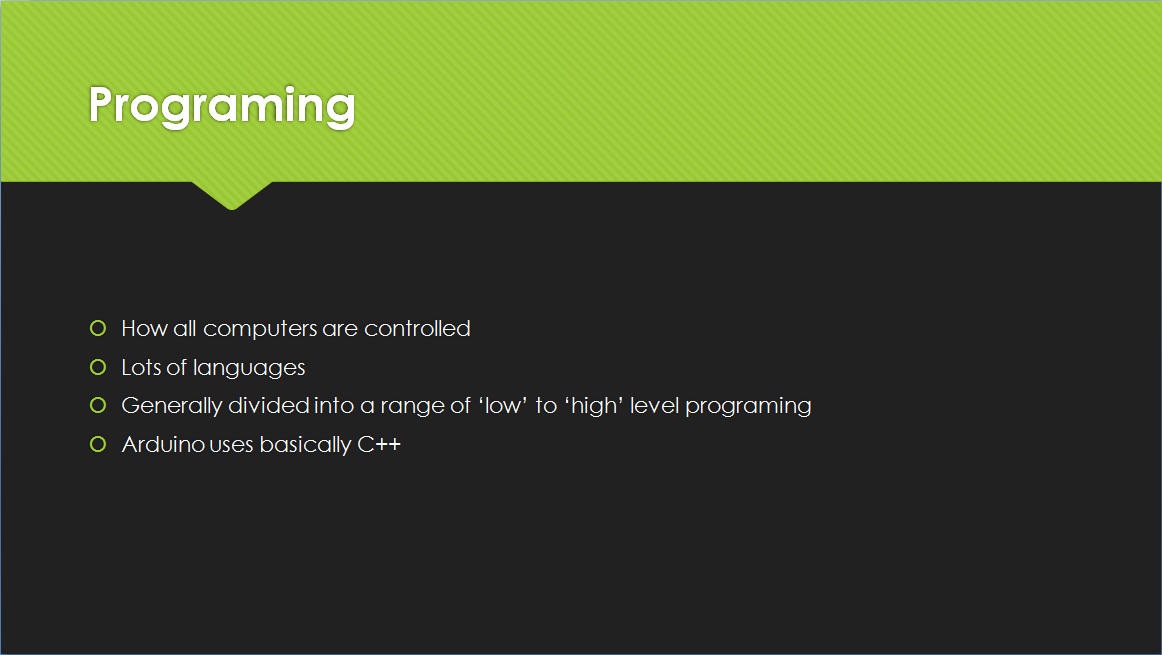 Programing
How all computers are controlled
Lots of languages
Generally divided into a range of ‘low’ to ‘high’ level programing
Arduino uses basically C++